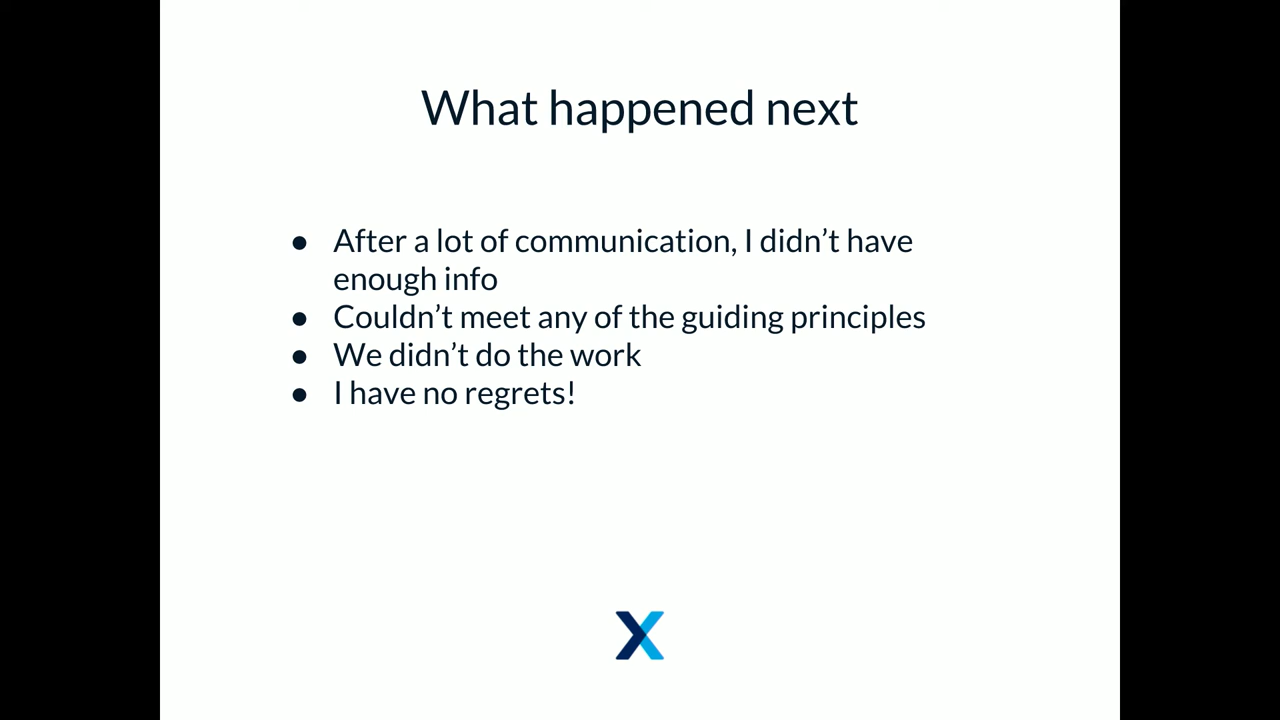 What happened next
● After a lot of communication, I didn’t have
enough info
● Couldn’t meet any of the guiding principles
● We didn’t do the work
● I have no regrets!
X